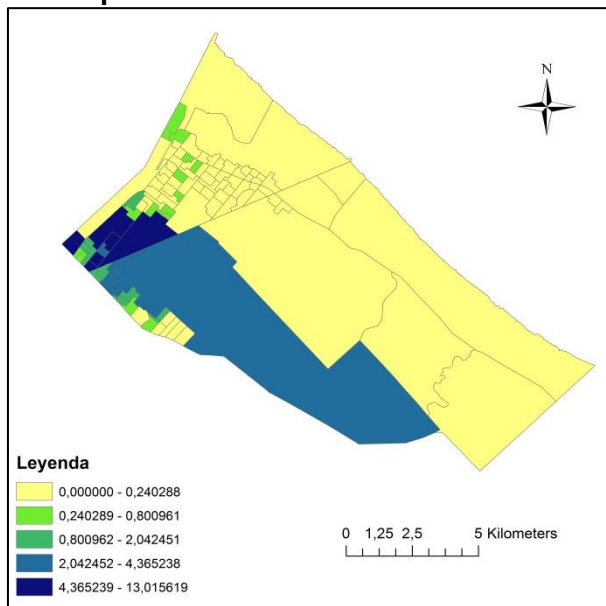 N
Leyenda
0,000000 - 0,240288
0,240289 - 0,800961
0,800962 - 2,042451
2,042452 - 4,365238
4,365239 - 13,015619
0 1,25 2,5 5 Kilometers